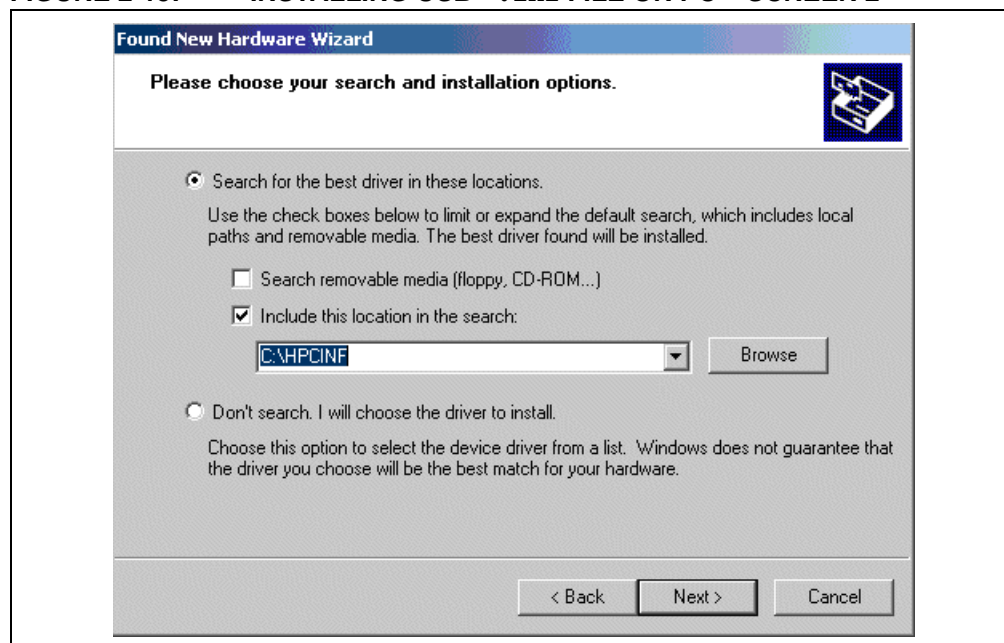 Found New Hardware Wizard
Please choose your search and installation options.
Search for the best driver in these locations.
Use the check boxes below to limit or expand the default search, which includes local
paths and removable media. The best driver found will be installed.
Search removable media (floppy, CD-ROM...)
Include this location in the search:
C:\HPCINF
Browse
Don't search. I will choose the driver to install.
Choose this option to select the device driver from a list. Windows does not guarantee that
the driver you choose will be the best match for your hardware.
< Back Next > Cancel